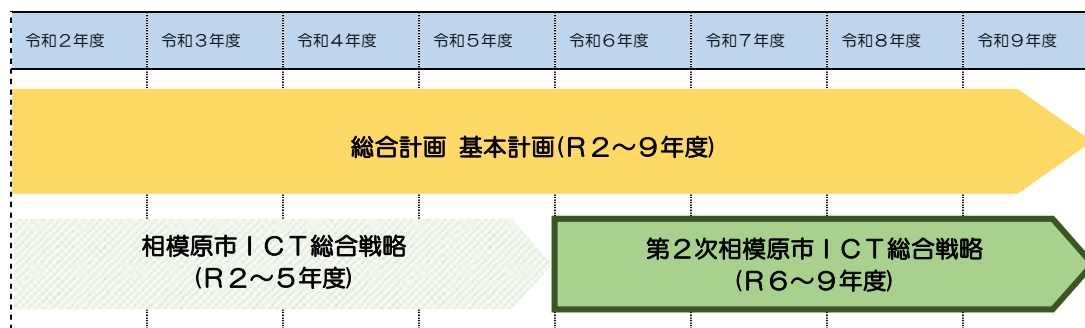 令和２年度 令和３年度 令和４年度 令和５年度 令和６年度 令和７年度 令和８年度 令和９年度
総合計画 基本計画(Ｒ２～９年度)
相模原市ＩＣＴ総合戦略
(Ｒ２～５年度)
第２次相模原市ＩＣＴ総合戦略
(Ｒ６～９年度)